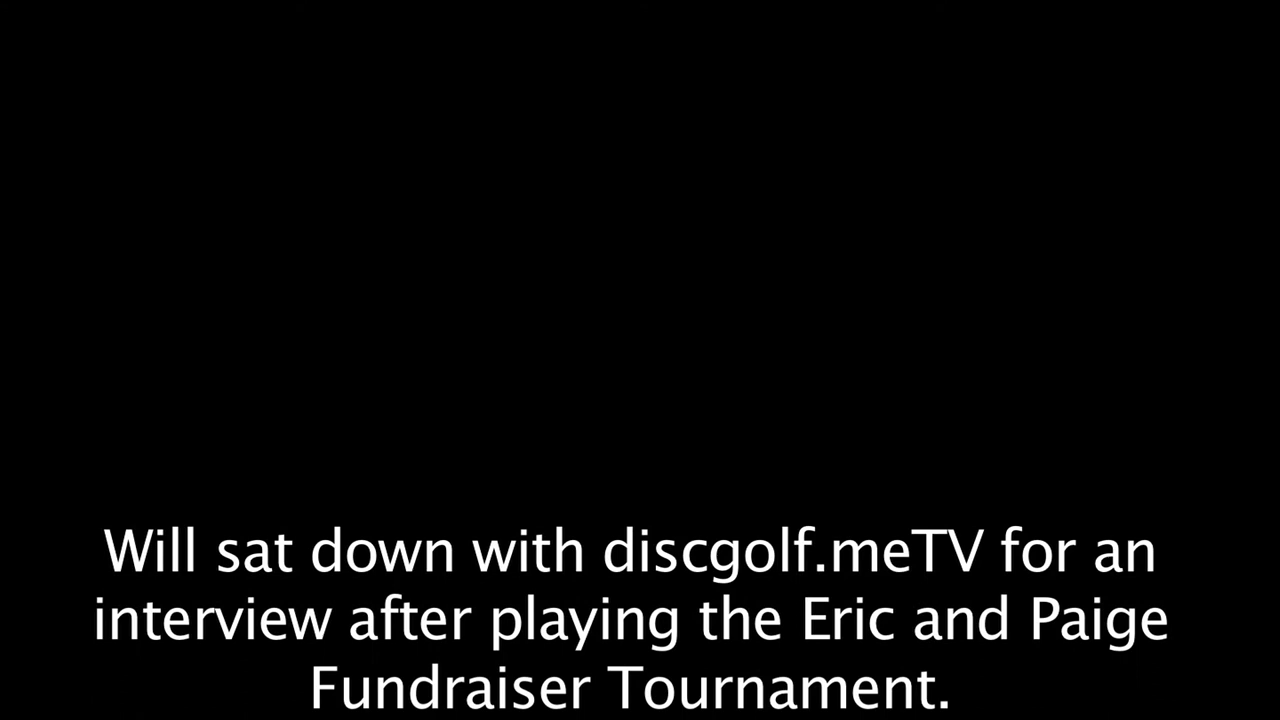 Will sat down with discgolf.meTV for an
interview after playing the Eric and Paige
Fundraiser Tournament.